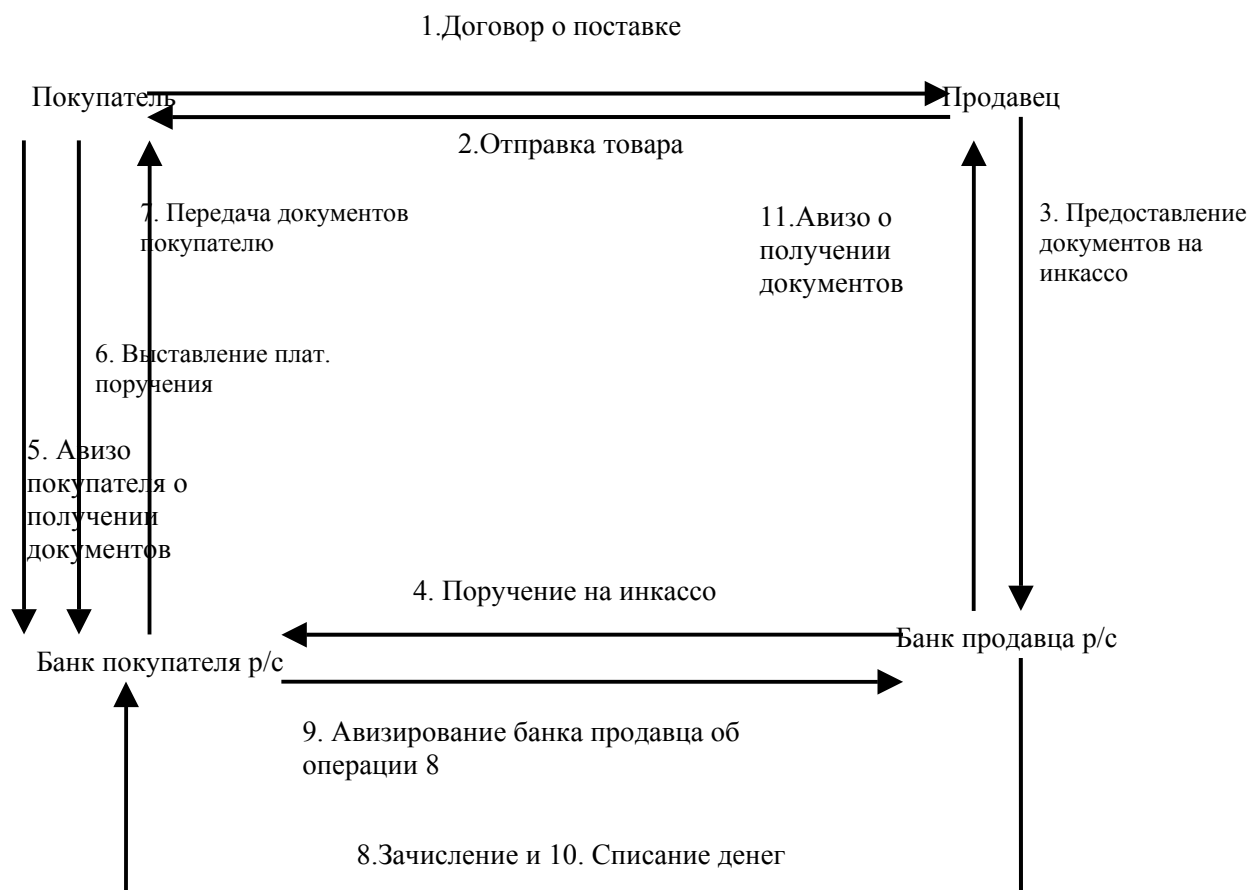 1.Договор о поставке
Покупатель
Продавец
2.Отправка товара
7. Передача документов
покупателю
11.Авизо о
получении
документов
3. Предоставление
документов на
инкассо
6. Выставление плат.
поручения
5. Авизо
покупателя о
получении
документов
4. Поручение на инкассо
Банк продавца р/с
Банк покупателя р/с
9. Авизирование банка продавца об
операции 8
8.Зачисление и 10. Списание денег